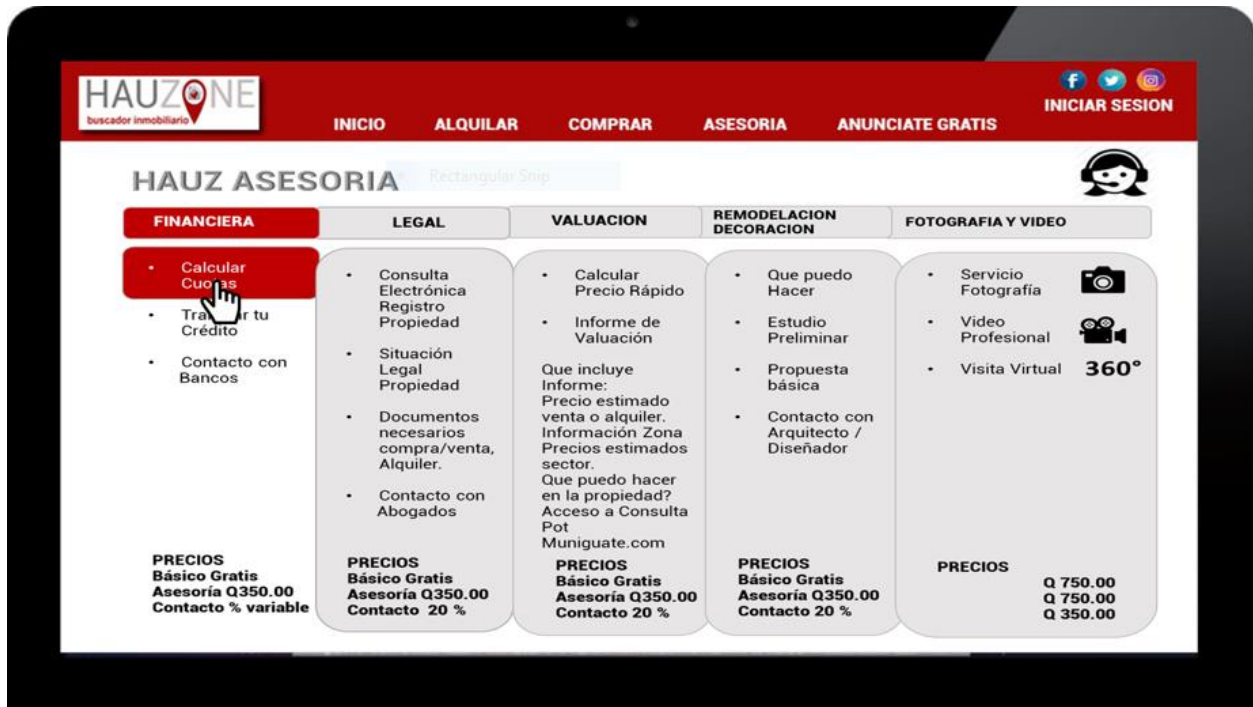 HAUZONE
buscador inmobiliario
INICIAR SESION
INICIO ALQUILAR COMPRAR ASESORIA ANUNCIATE GRATIS
HAUZ ASESORIA
Rectangular Snip
FINANCIERA
LEGAL
VALUACION
REMODELACION
DECORACION
FOTOGRAFIA Y VIDEO
• Calcular
Cuotas
• Tramitar tu
Crédito
• Contacto con
Bancos
PRECIOS
Básico Gratis
Asesoría Q350.00
Contacto % variable
• Consulta
Electrónica
Registro
Propiedad
• Situación
Legal
Propiedad
• Documentos
necesarios
compra/venta,
Alquiler.
• Contacto con
Abogados
PRECIOS
Básico Gratis
Asesoría Q350.00
Contacto 20 %
• Calcular
Precio Rápido
• Informe de
Valuación
Que incluye
Informe:
Precio estimado
venta o alquiler.
Información Zona
Precios estimados
sector.
Que puedo hacer
en la propiedad?
Acceso a Consulta
Pot
Muniguate.com
PRECIOS
Básico Gratis
Asesoría Q350.00
Contacto 20 %
• Que puedo
Hacer
• Estudio
Preliminar
• Propuesta
básica
• Contacto con
Arquitecto /
Diseñador
PRECIOS
Básico Gratis
Asesoría Q350.00
Contacto 20 %
• Servicio
Fotografía
• Video
Profesional
• Visita Virtual 360°
PRECIOS
Q 750.00
Q 750.00
Q 350.00